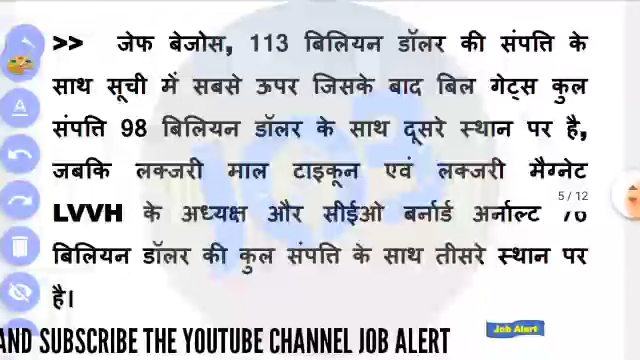 >> जेफ बेजोस, 113 बिलियन डॉलर की संपत्ति के
साथ सूची में सबसे ऊपर जिसके बाद बिल गेट्स कुल
संपत्ति 98 बिलियन डॉलर के साथ दूसरे स्थान पर है,
जबकि लक्जरी माल टाइकून एवं लक्जरी मैग्नेट
5 / 12
LVVH के अध्यक्ष और सीईओ बर्नार्ड अर्नाल्ट
बिलियन डॉलर की कुल संपत्ति के साथ तीसरे स्थान पर
है।
AND SUBSCRIBE THE YOUTUBE CHANNEL JOB ALERT
Job Alert